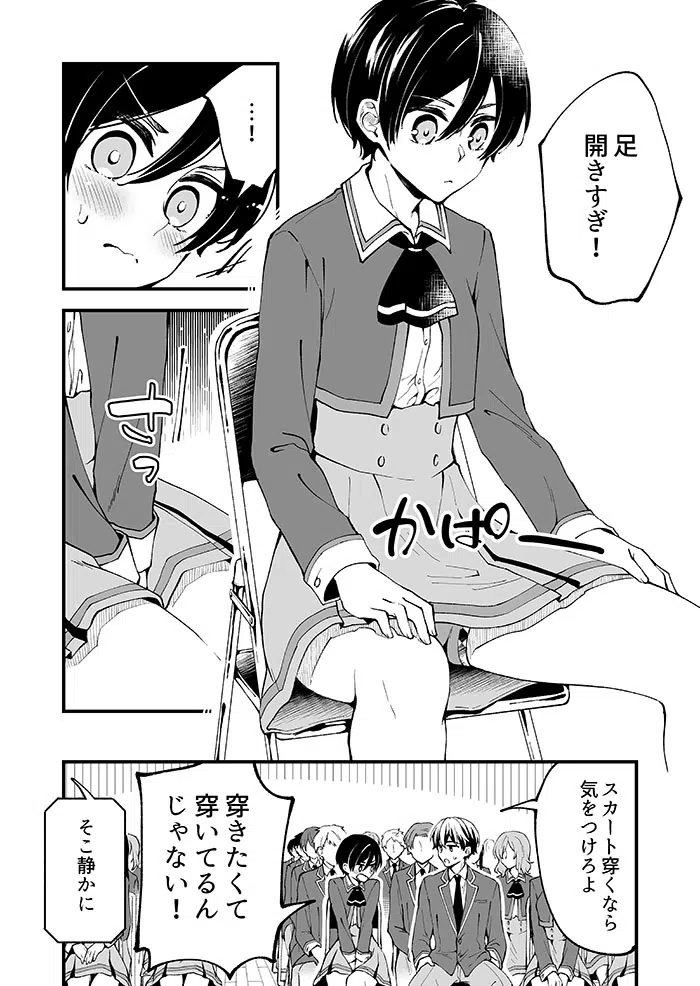 足
開きすぎ！
かぱー
…！
さっ
スカート穿くなら
気をつけろよ
穿きたくて
穿いてるん
じゃない！
そこ静かに